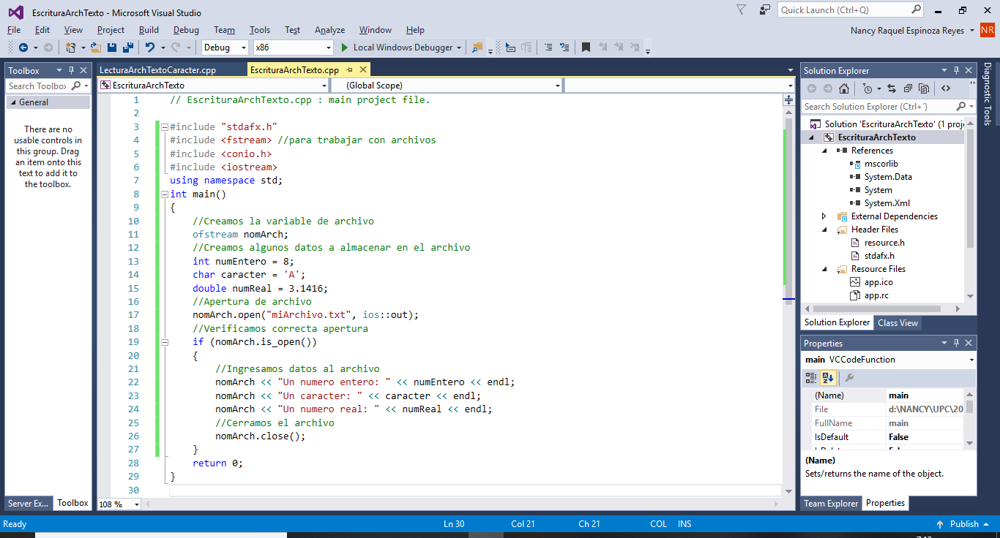 EscrituraArchTexto - Microsoft Visual Studio
Quick Launch (Ctrl+Q)
File Edit View Project Build Debug Team Tools Test Analyze Window Help
Nancy Raquel Espinoza Reyes NR
Debug x86 Local Windows Debugger
Toolbox
Search Toolbox
General
There are no
usable controls in
this group. Drag
an item onto this
text to add it to
the toolbox.
Server Ex... Toolbox
LecturaArchTextoCaracter.cpp EscrituraArchTexto.cpp
EscrituraArchTexto (Global Scope)
1 // EscrituraArchTexto.cpp : main project file.
2
3 #include "stdafx.h"
4 #include <fstream> //para trabajar con archivos
5 #include <conio.h>
6 #include <iostream>
7 using namespace std;
8 int main()
9 {
10 //Creamos la variable de archivo
11 ofstream nomArch;
12 //Creamos algunos datos a almacenar en el archivo
13 int numEntero = 8;
14 char caracter = 'A';
15 double numReal = 3.1416;
16 //Apertura de archivo
17 nomArch.open("miArchivo.txt", ios::out);
18 //Verificamos correcta apertura
19 if (nomArch.is_open())
20 {
21 //Ingresamos datos al archivo
22 nomArch << "Un numero entero: " << numEntero << endl;
23 nomArch << "Un caracter: " << caracter << endl;
24 nomArch << "Un numero real: " << numReal << endl;
25 //Cerramos el archivo
26 nomArch.close();
27 }
28 return 0;
29 }
30
108 %
Solution Explorer
Search Solution Explorer (Ctrl+´)
Solution 'EscrituraArchTexto' (1 proj
EscrituraArchTexto
References
mscorlib
System.Data
System
System.Xml
External Dependencies
Header Files
resource.h
stdafx.h
Resource Files
app.ico
app.rc
Solution Explorer Class View
Properties
main VCCodeFunction
(Name) main
File d:\NANCY\UPC\20
FullName main
IsDefault False
(Name)
Sets/returns the name of the object.
Team Explorer Properties
Diagnostic Tools
Ready Ln 30 Col 21 Ch 21 COL INS Publish